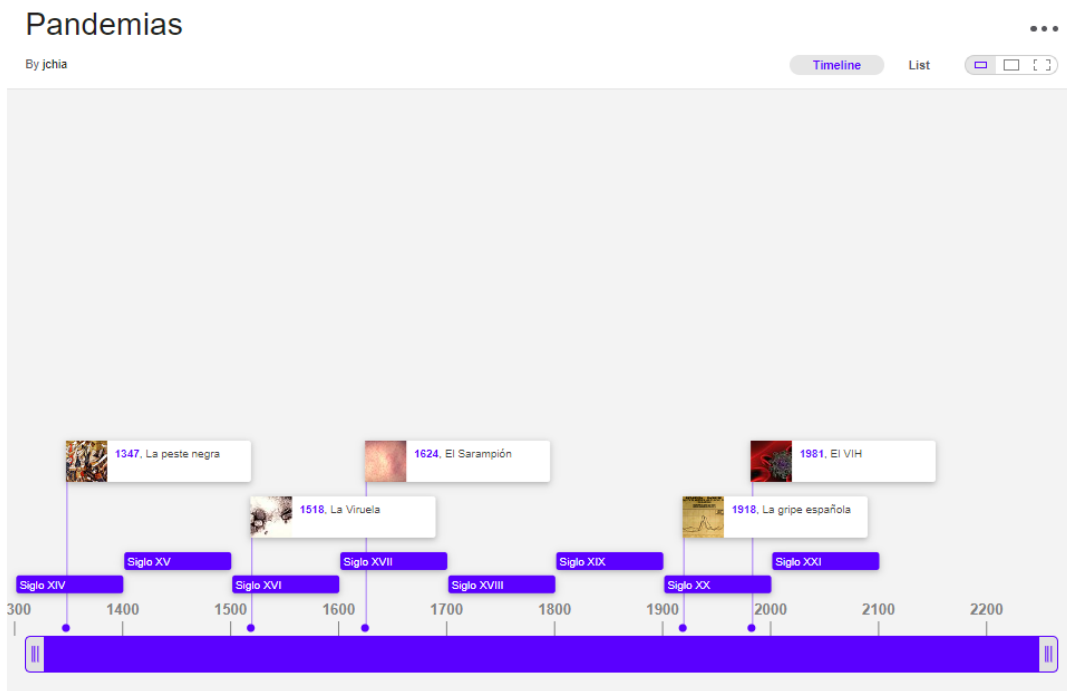 Pandemias
By jchia
Timeline
List
1347, La peste negra
1624, El Sarampión
1981, El VIH
1518, La Viruela
1918, La gripe española
Siglo XV
Siglo XVII
Siglo XIX
Siglo XXI
Siglo XIV
Siglo XVI
Siglo XVIII
Siglo XX
300 1400 1500 1600 1700 1800 1900 2000 2100 2200